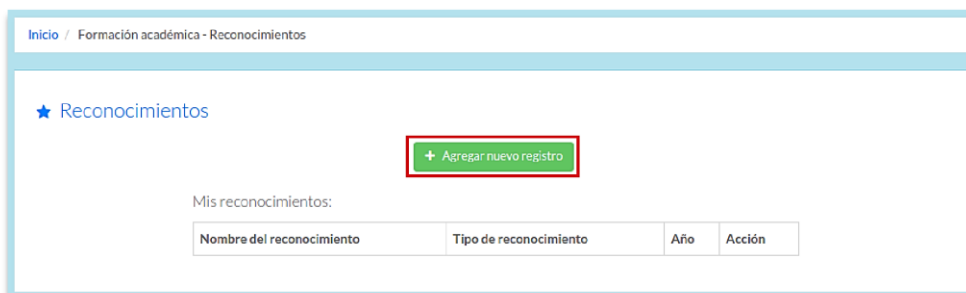 Inicio / Formación académica - Reconocimientos
Reconocimientos
+ Agregar nuevo registro
Mis reconocimientos:
Nombre del reconocimiento Tipo de reconocimiento Año Acción